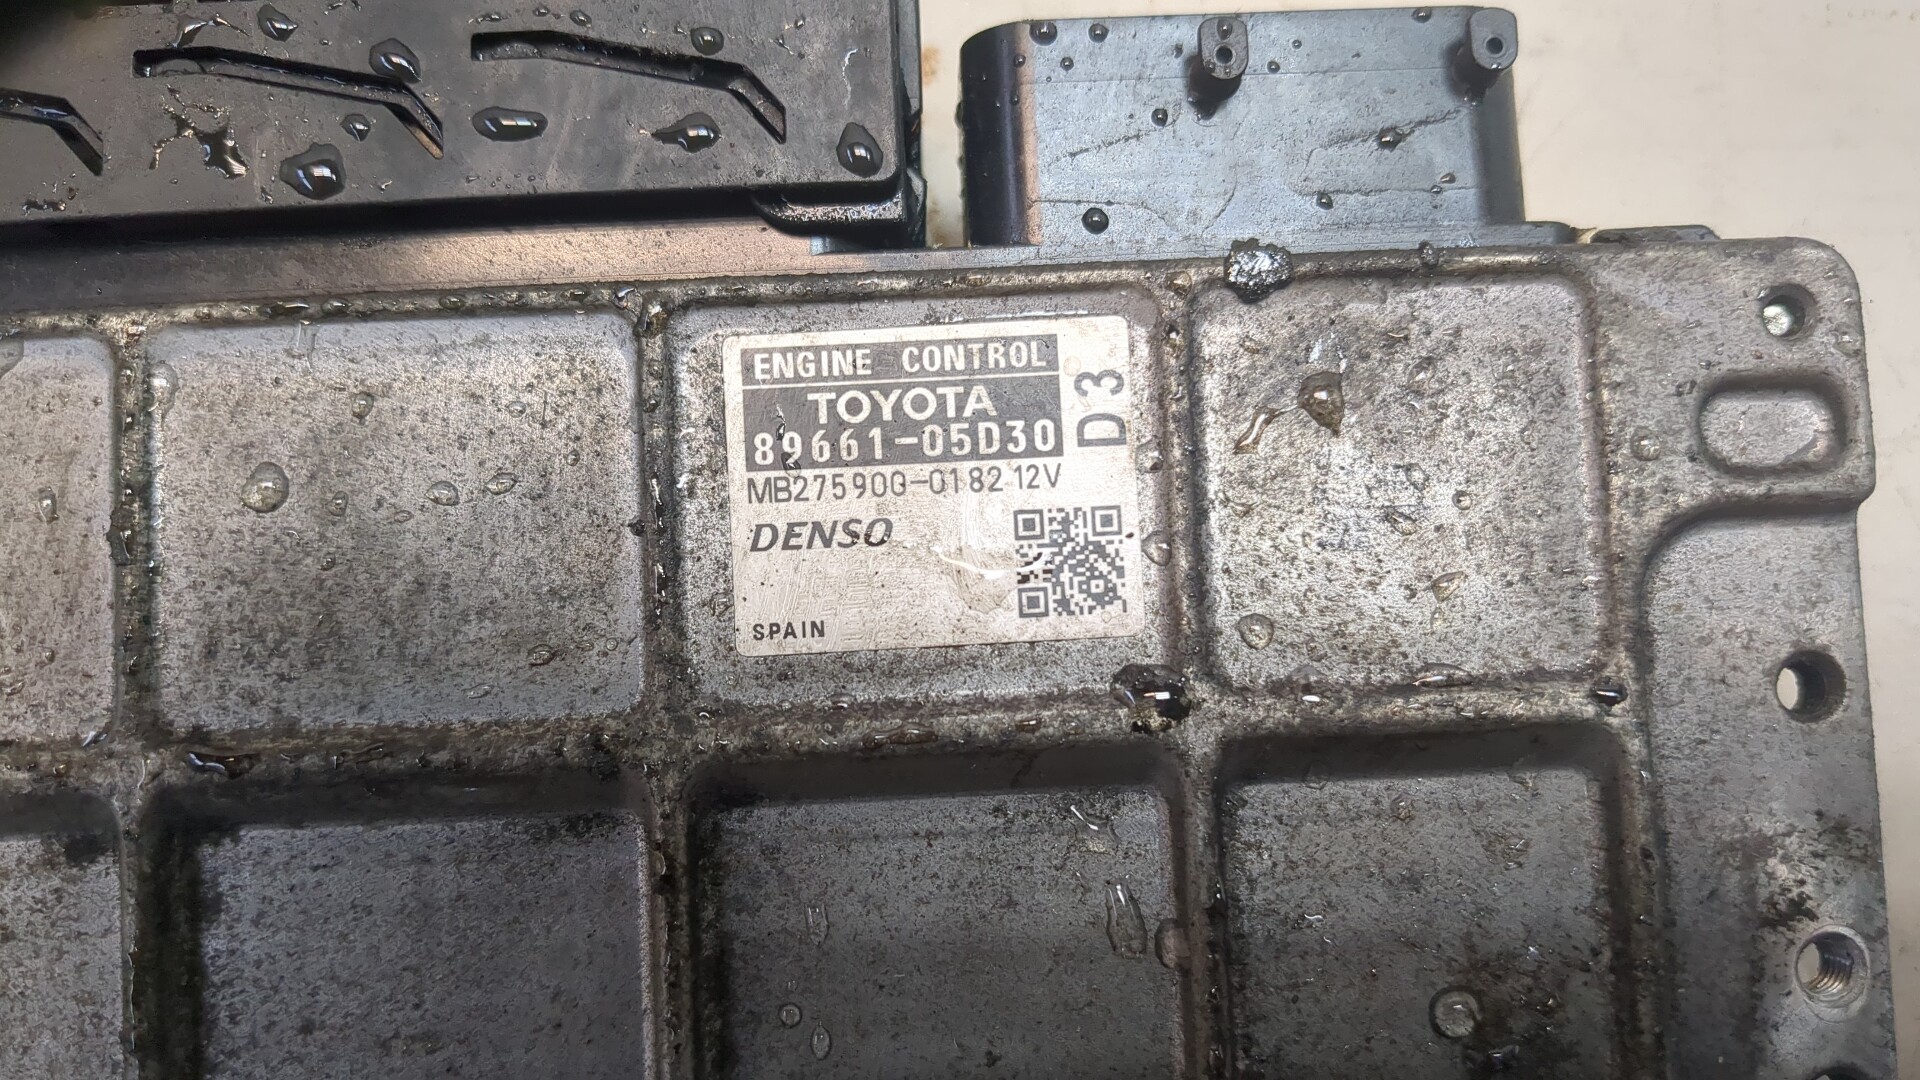 ENGINE CONTROL
TOYOTA
89661-05D30
D3
MB275900-0182 12V
DENSO
SPAIN